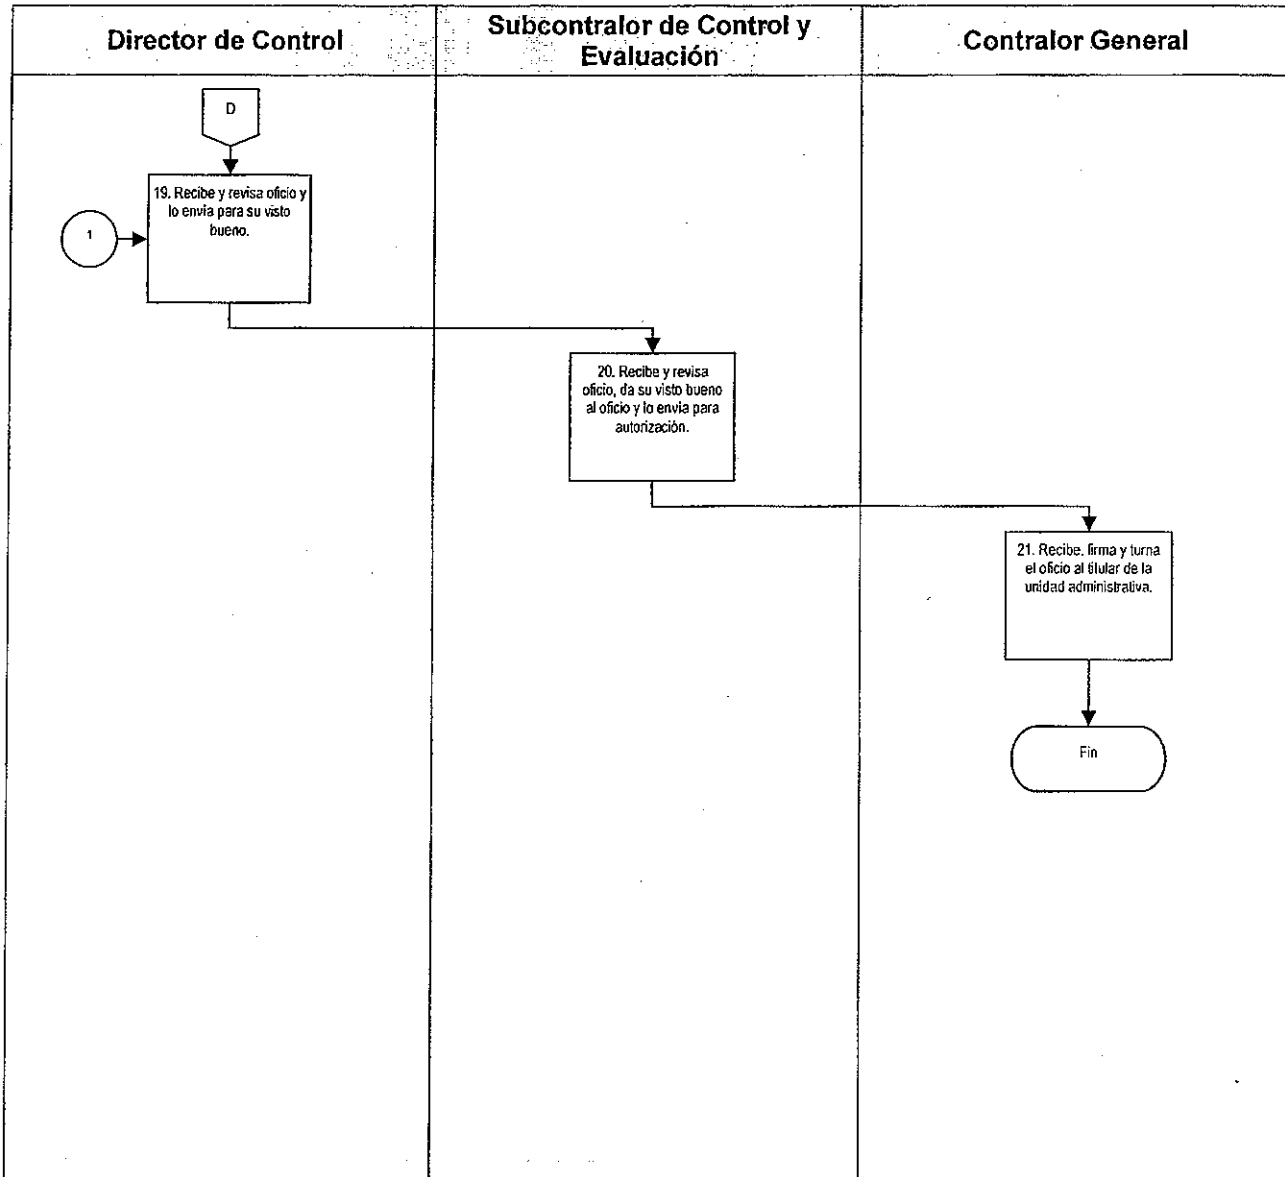 Director de Control
Subcontralor de Control y
Evaluación
Contralor General
D
19. Recibe y revisa oficio y
lo envia para su visto
bueno.
1
20. Recibe y revisa
oficio, da su visto bueno
al oficio y lo envia para
autorización.
21. Recibe, firma y turna
el oficio al titular de la
unidad administrativa.
Fin